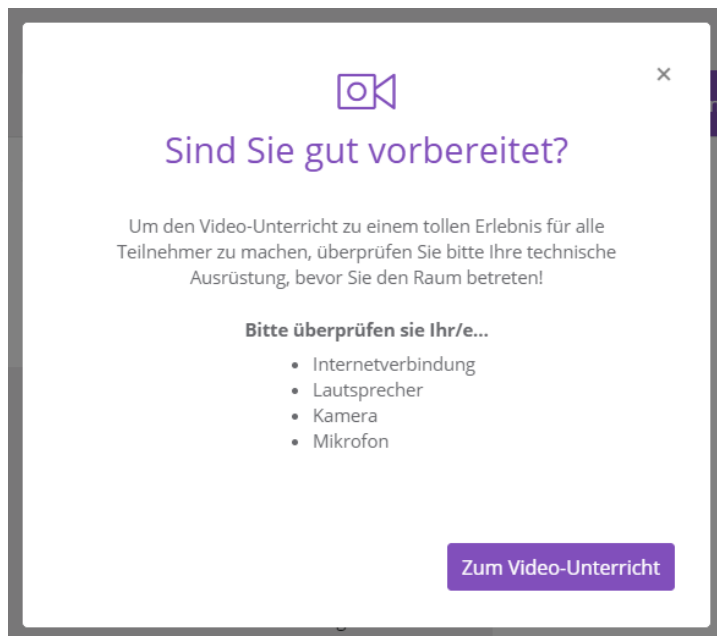 Sind Sie gut vorbereitet?
Um den Video-Unterricht zu einem tollen Erlebnis für alle
Teilnehmer zu machen, überprüfen Sie bitte Ihre technische
Ausrüstung, bevor Sie den Raum betreten!
Bitte überprüfen sie Ihr/e...
• Internetverbindung
• Lautsprecher
• Kamera
• Mikrofon
Zum Video-Unterricht